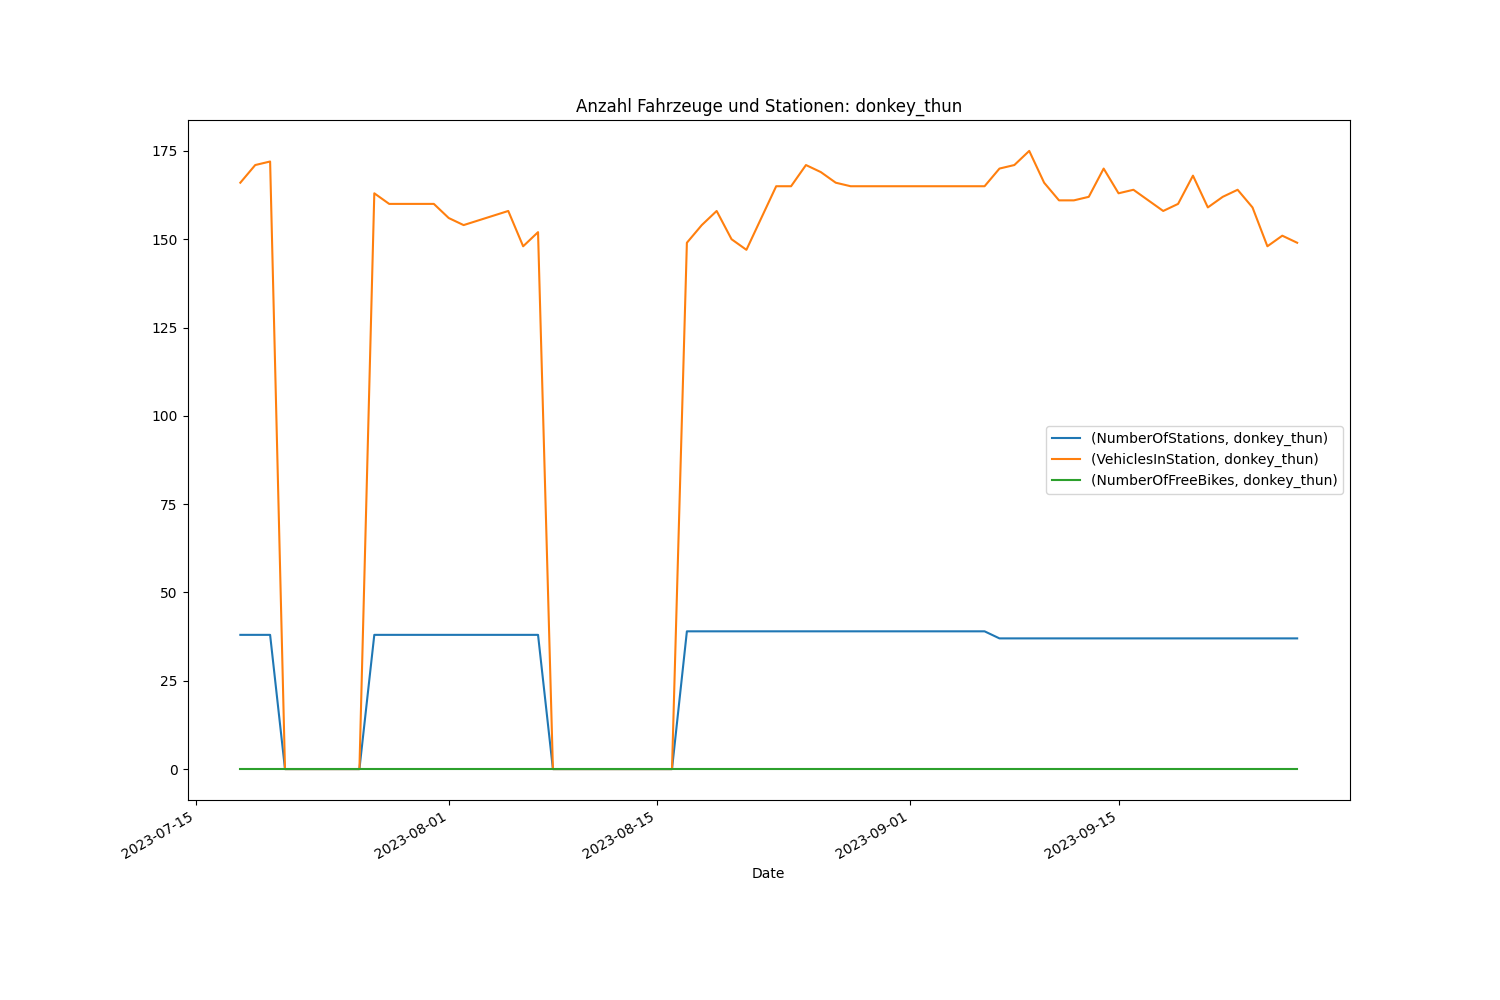 Anzahl Fahrzeuge und Stationen: donkey_thun
175
150
125
100
75
50
25
0
(NumberOfStations, donkey_thun)
(VehiclesInStation, donkey_thun)
(NumberOfFreeBikes, donkey_thun)
2023-07-15
2023-08-01
2023-08-15
2023-09-01
2023-09-15
Date